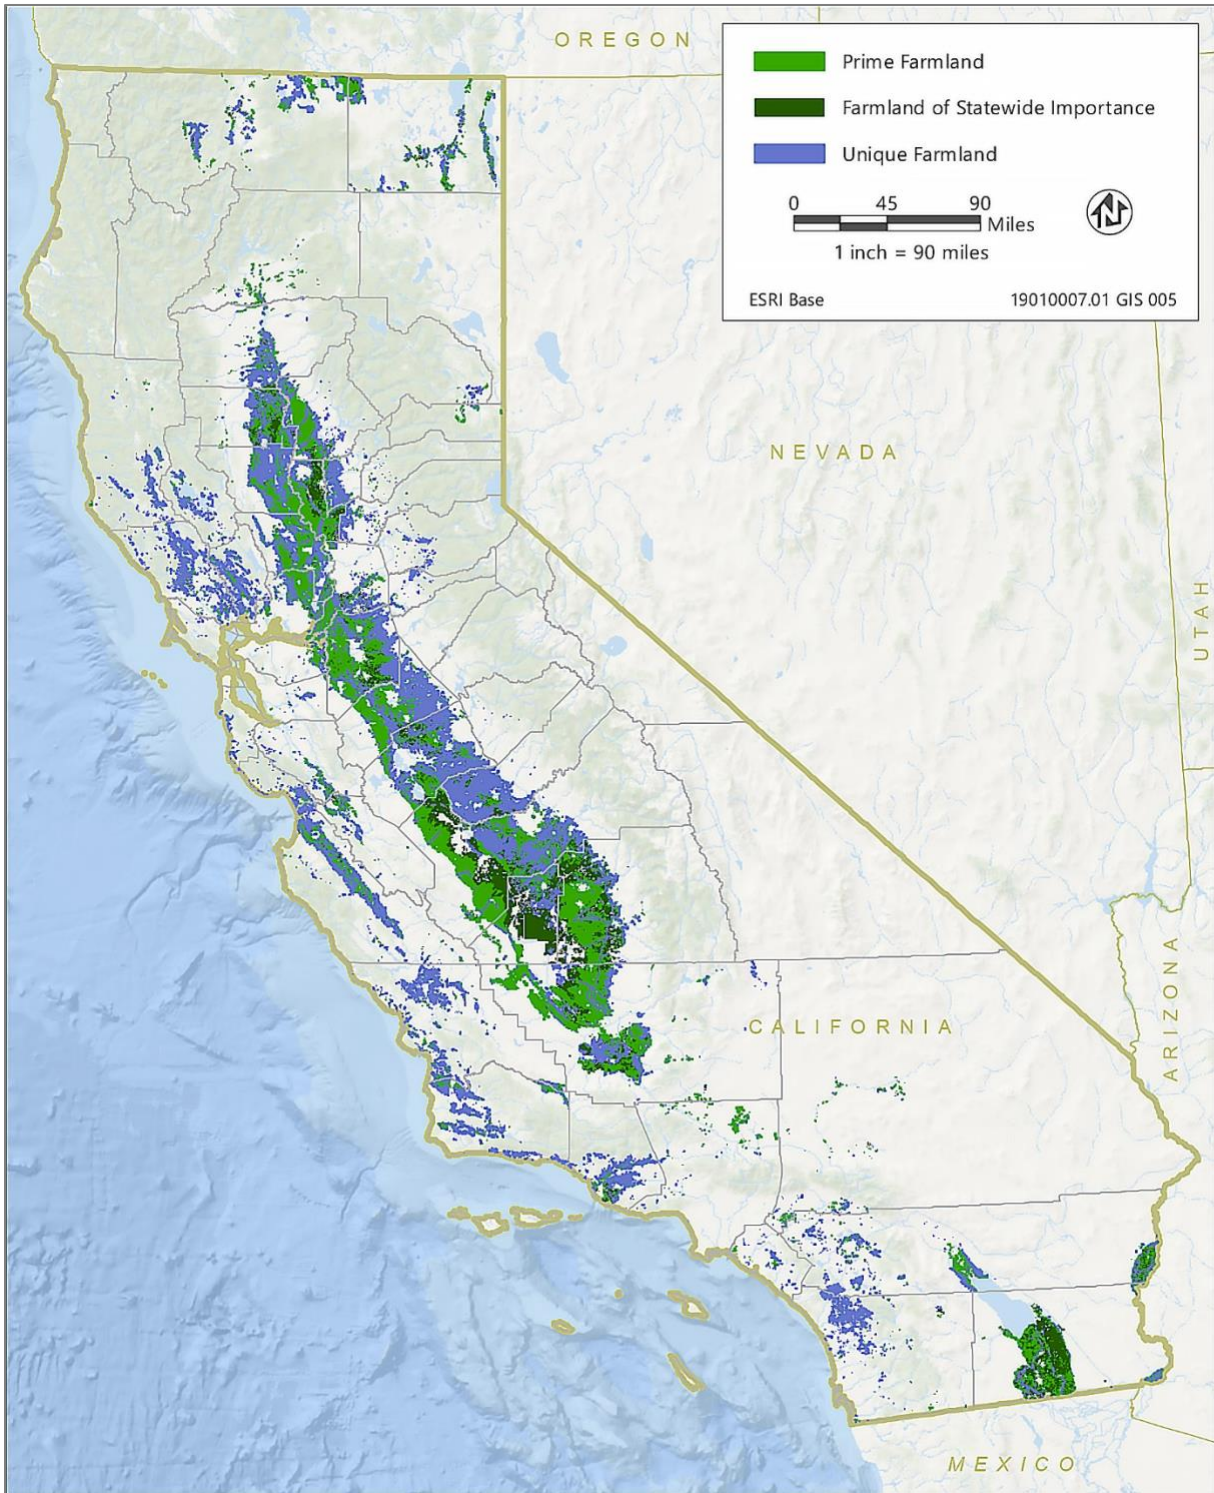 OREGON
Prime Farmland
Farmland of Statewide Importance
Unique Farmland
0 45 90
Miles
1 inch = 90 miles
N
ESRI Base 19010007.01 GIS 005
NEVADA
UTAH
CALIFORNIA
ARIZONA
MEXICO